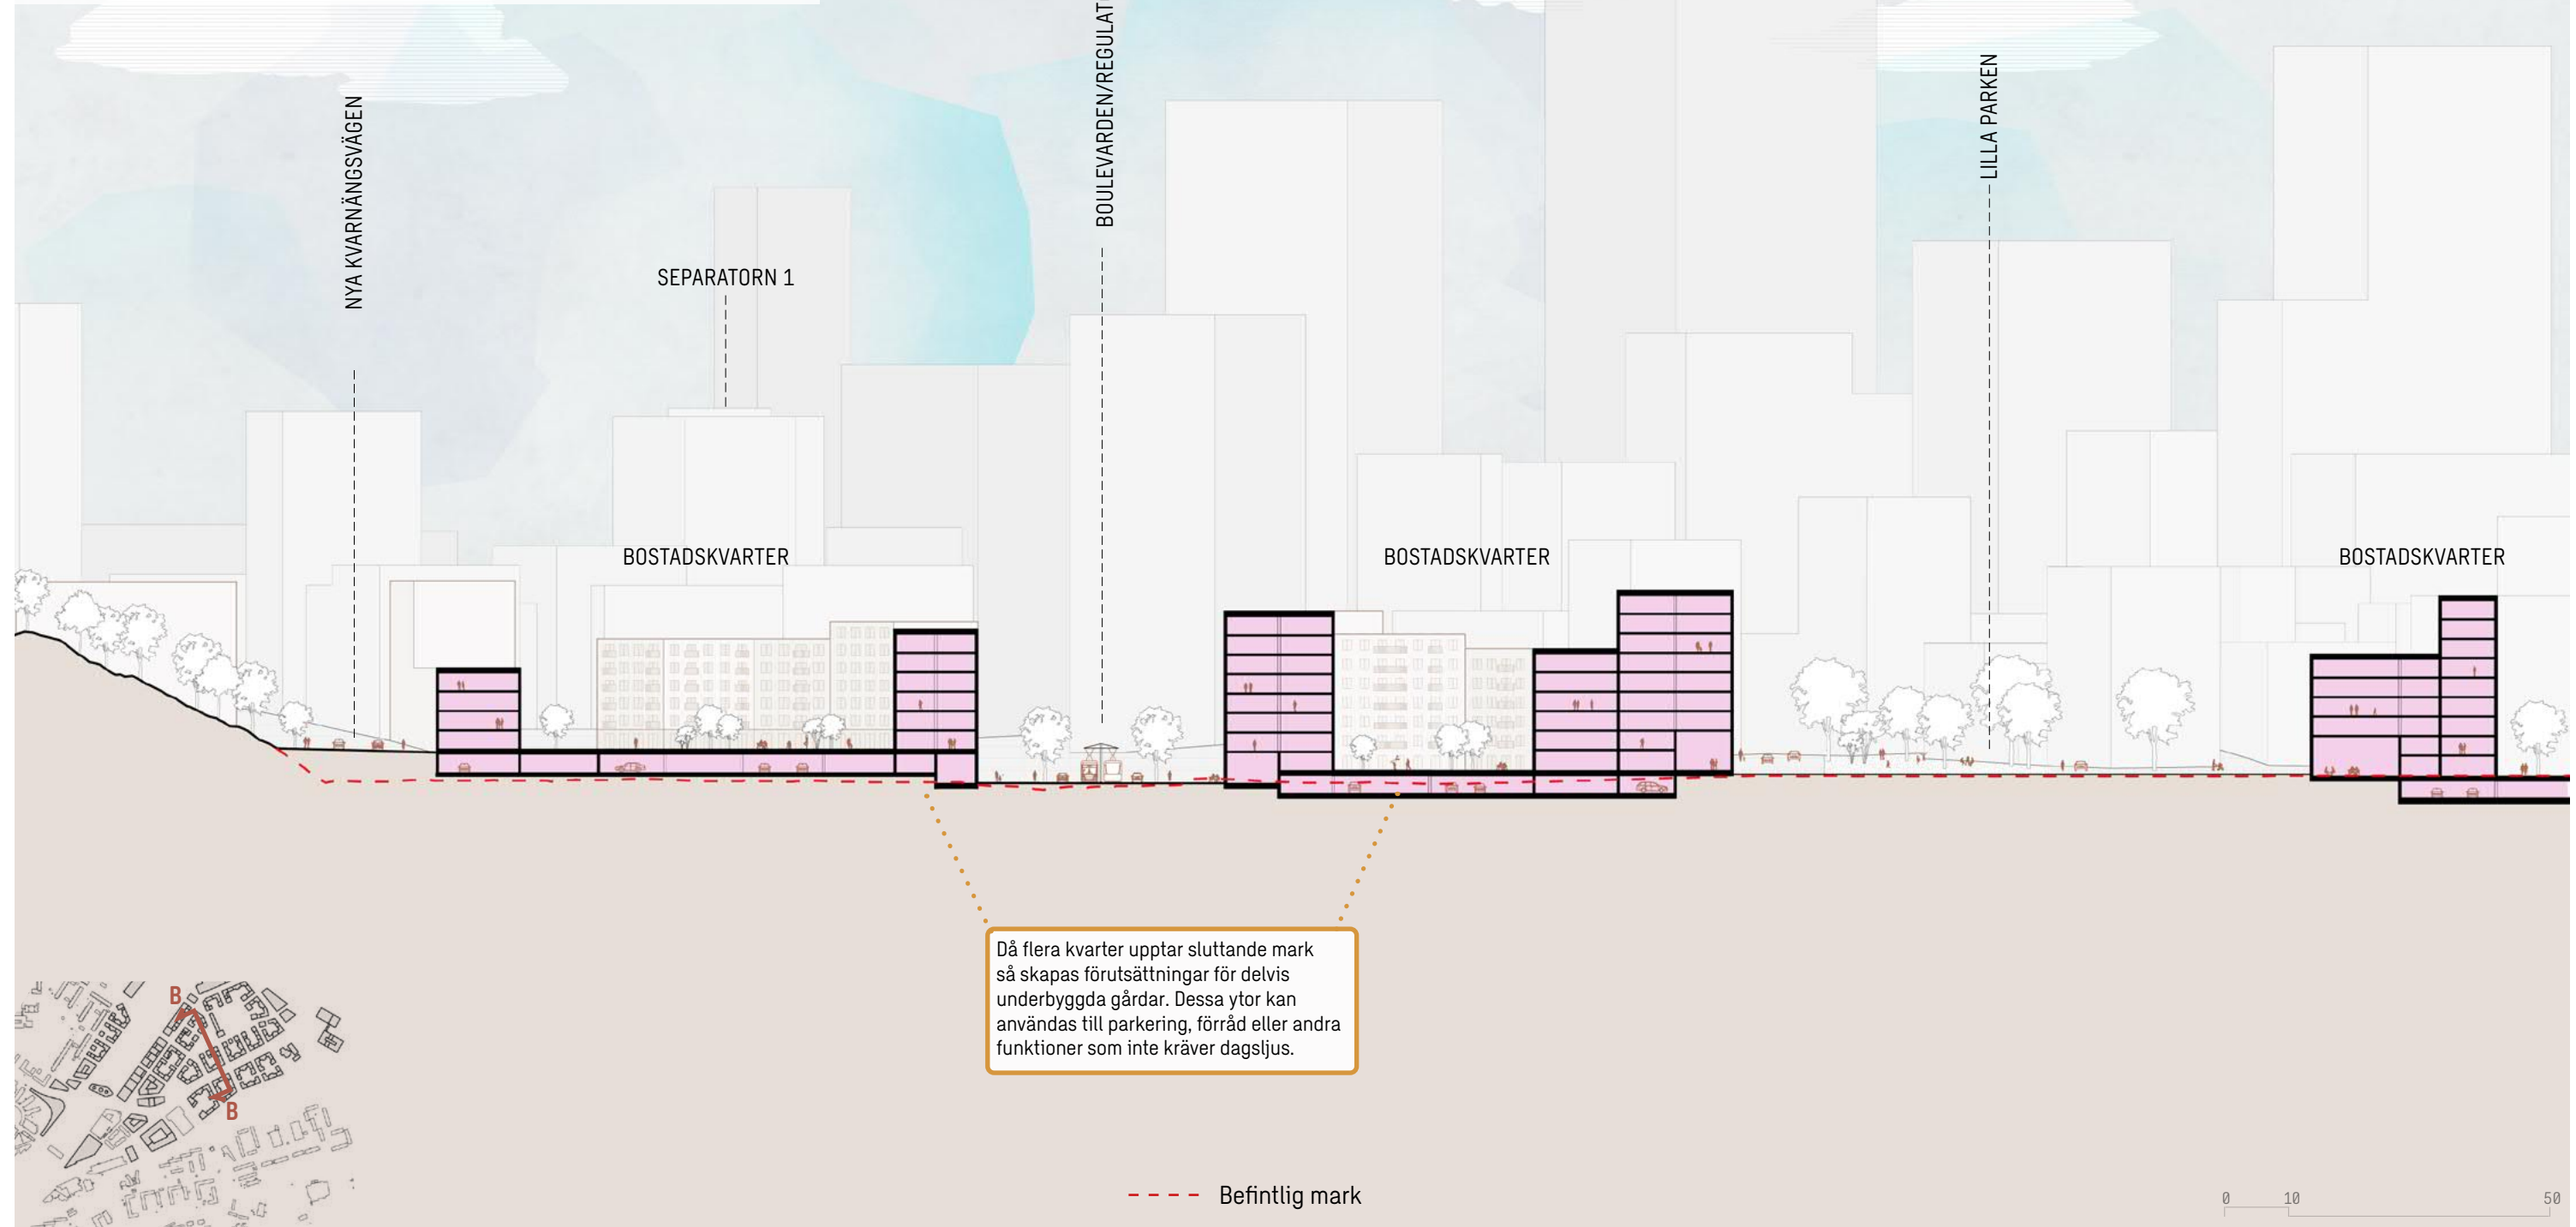 NYA KVARNÄNGSVÄGEN
SEPARATORN 1
BOULEVARDEN/REGULAT
LILLA PARKEN
BOSTADSKVARTER
BOSTADSKVARTER
BOSTADSKVARTER
Då flera kvarter upptar sluttande mark
så skapas förutsättningar för delvis
underbyggda gårdar. Dessa ytor kan
användas till parkering, förråd eller andra
funktioner som inte kräver dagsljus.
B
B
Befintlig mark
0 10 50